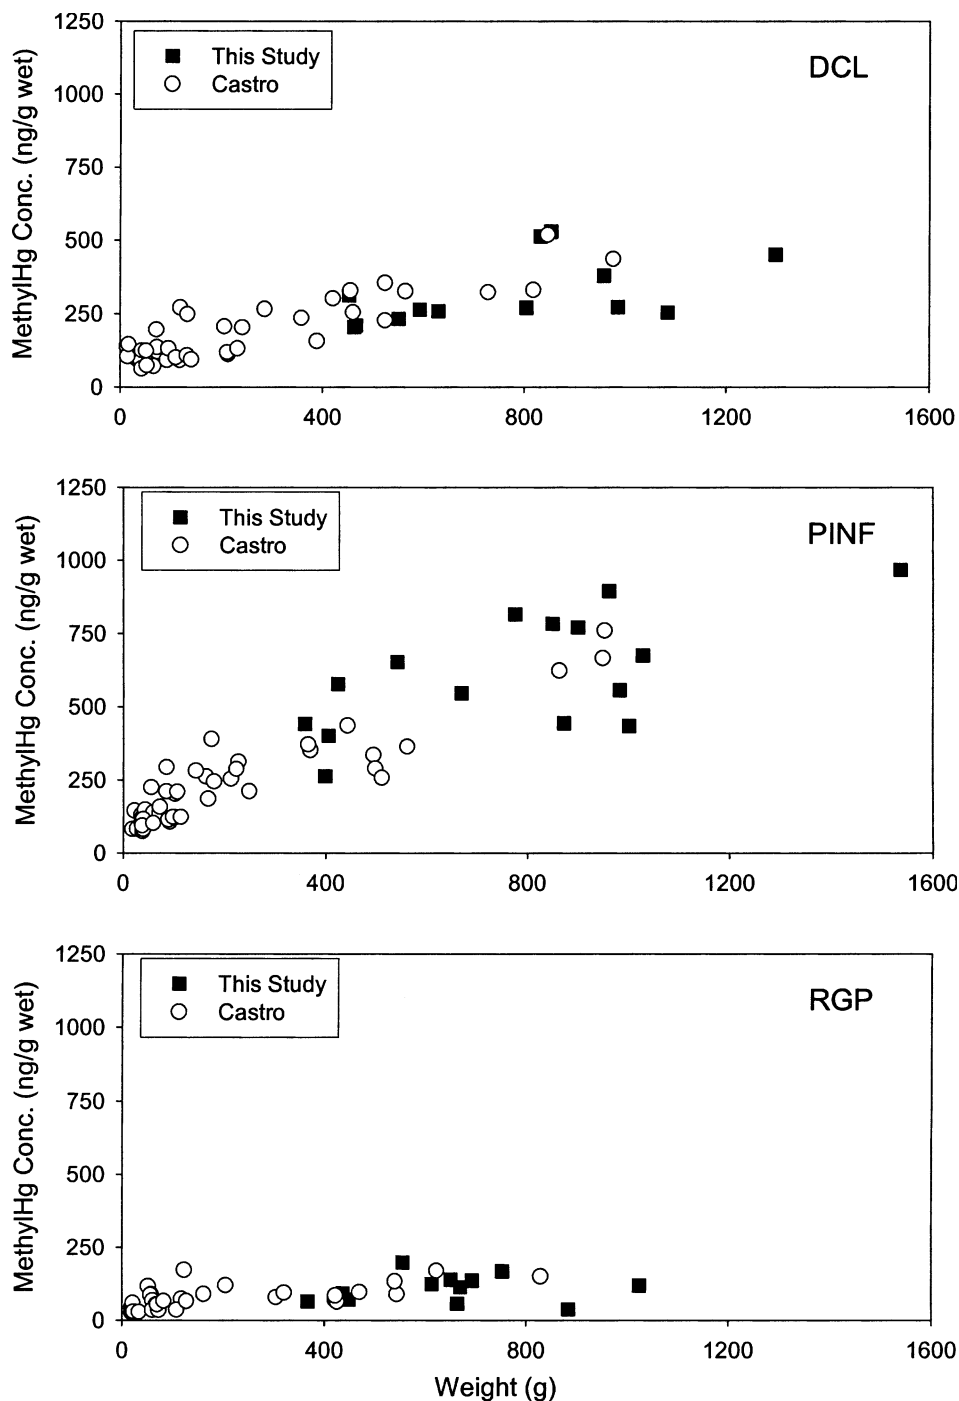 1250
1000
750
500
250
0
MethylHg Conc. (ng/g wet)
This Study
Castro
DCL
0 400 800 1200 1600
1250
1000
750
500
250
0
MethylHg Conc. (ng/g wet)
This Study
Castro
PINF
0 400 800 1200 1600
1250
1000
750
500
250
0
MethylHg Conc. (ng/g wet)
This Study
Castro
RGP
0 400 800 1200 1600
Weight (g)